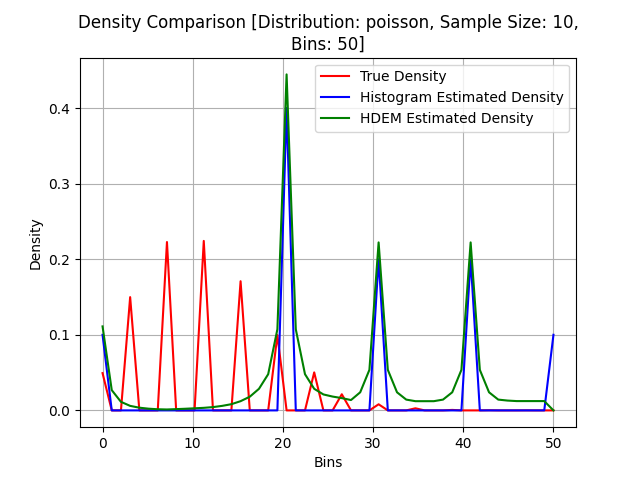 Density Comparison [Distribution: poisson, Sample Size: 10,
Bins: 50]
True Density
Histogram Estimated Density
HDEM Estimated Density
Density
0.4
0.3
0.2
0.1
0.0
0 10 20 30 40 50
Bins